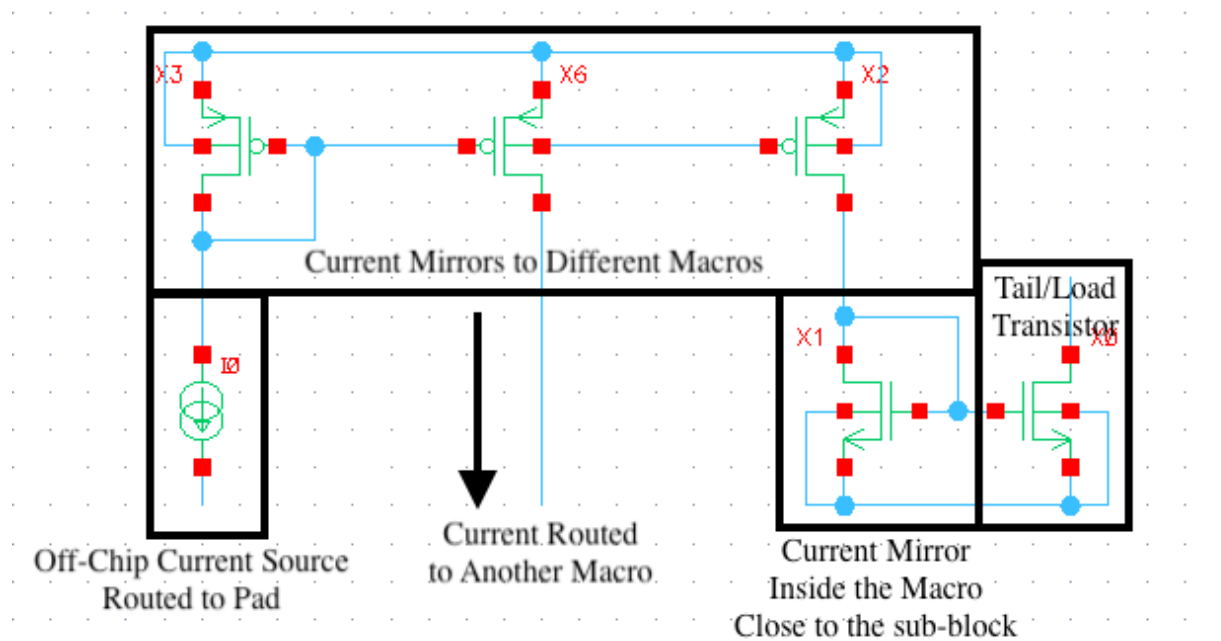 X3
X6
X2
Current Mirrors to Different Macros
Tail/Load
Transistor
X1
Off-Chip Current Source
Routed to Pad
Current Routed
to Another Macro
Current Mirror
Inside the Macro
Close to the sub-block